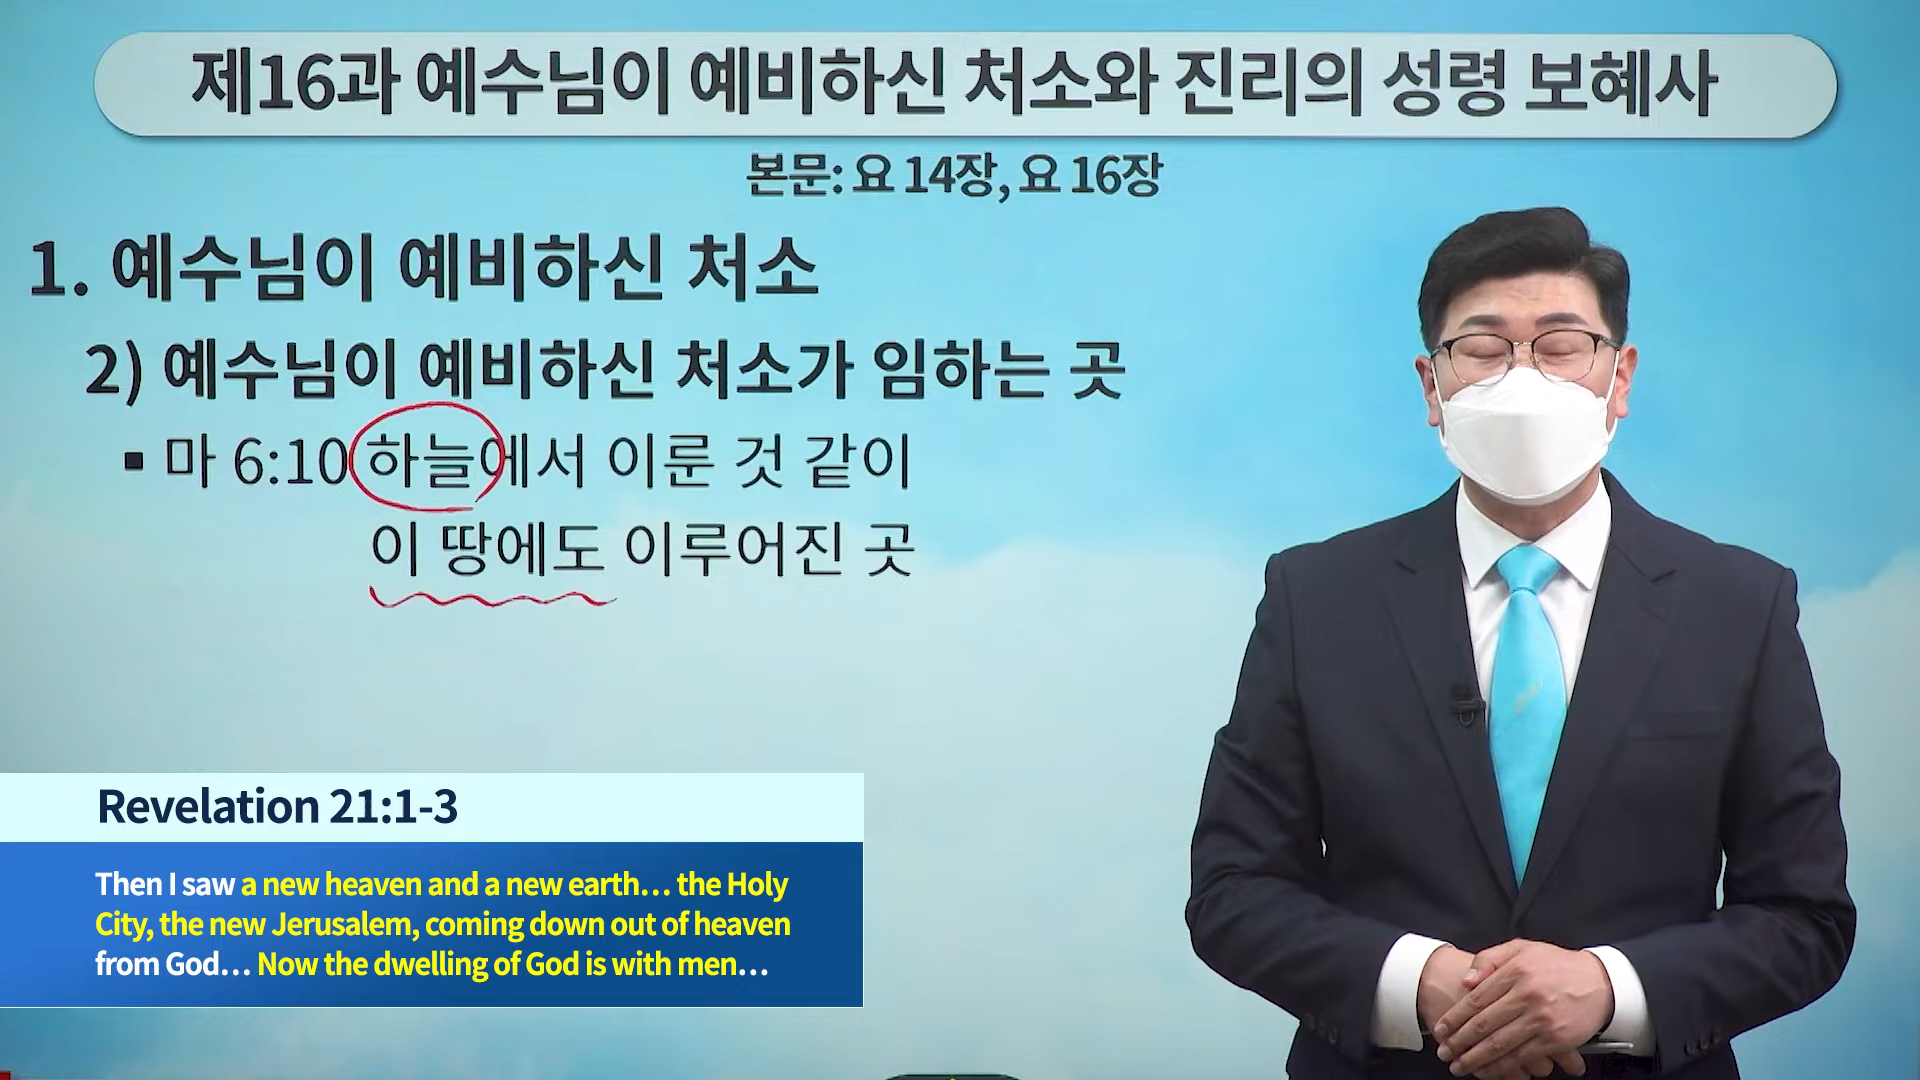 제16과 예수님이 예비하신 처소와 진리의 성령 보혜사
본문: 요 14장, 요 16장
1. 예수님이 예비하신 처소
2) 예수님이 예비하신 처소가 임하는 곳
▪ 마 6:10 하늘에서 이룬 것 같이
이 땅에도 이루어진 곳
Revelation 21:1-3
Then I saw a new heaven and a new earth… the Holy
City, the new Jerusalem, coming down out of heaven
from God… Now the dwelling of God is with men…